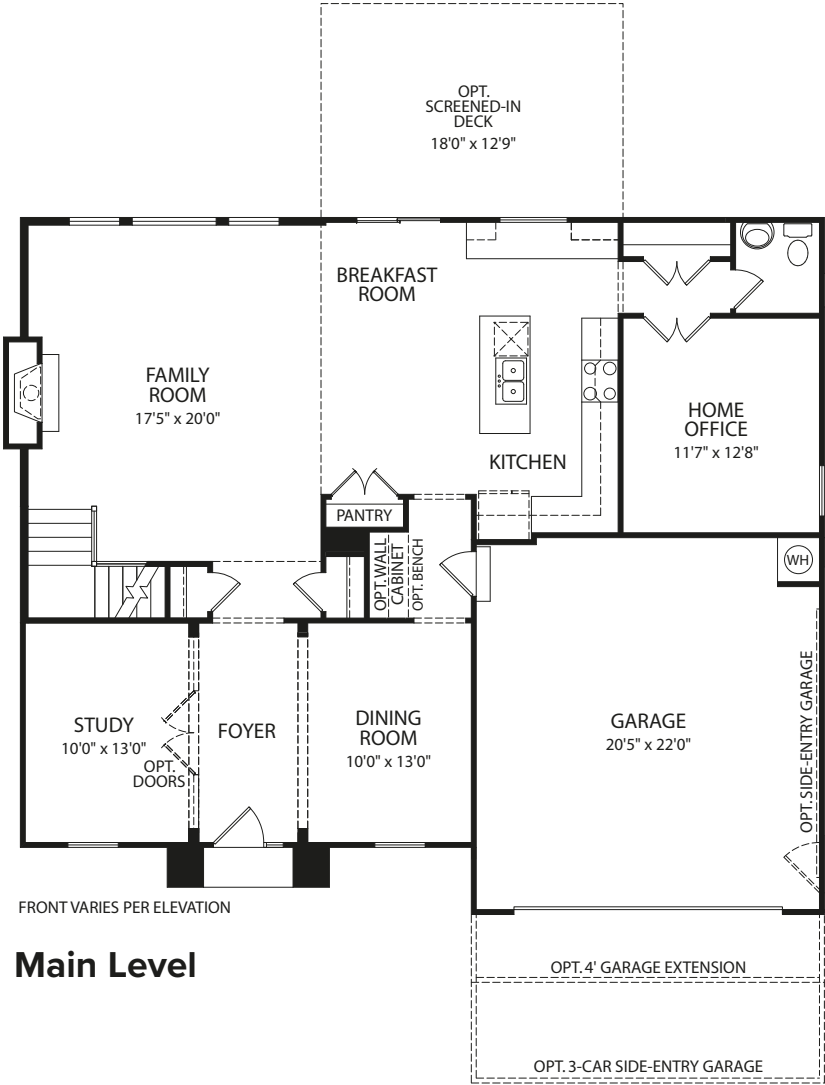 OPT.
SCREENED-IN
DECK
18'0" x 12'9"
BREAKFAST
ROOM
FAMILY
ROOM
17'5" x 20'0"
HOME
OFFICE
11'7" x 12'8"
KITCHEN
PANTRY
OPT. WALL
CABINET
OPT. BENCH
WH
STUDY
10'0" x 13'0"
OPT.
DOORS
FOYER
DINING
ROOM
10'0" x 13'0"
GARAGE
20'5" x 22'0"
OPT. SIDE-ENTRY GARAGE
FRONT VARIES PER ELEVATION
Main Level
OPT. 4' GARAGE EXTENSION
OPT. 3-CAR SIDE-ENTRY GARAGE